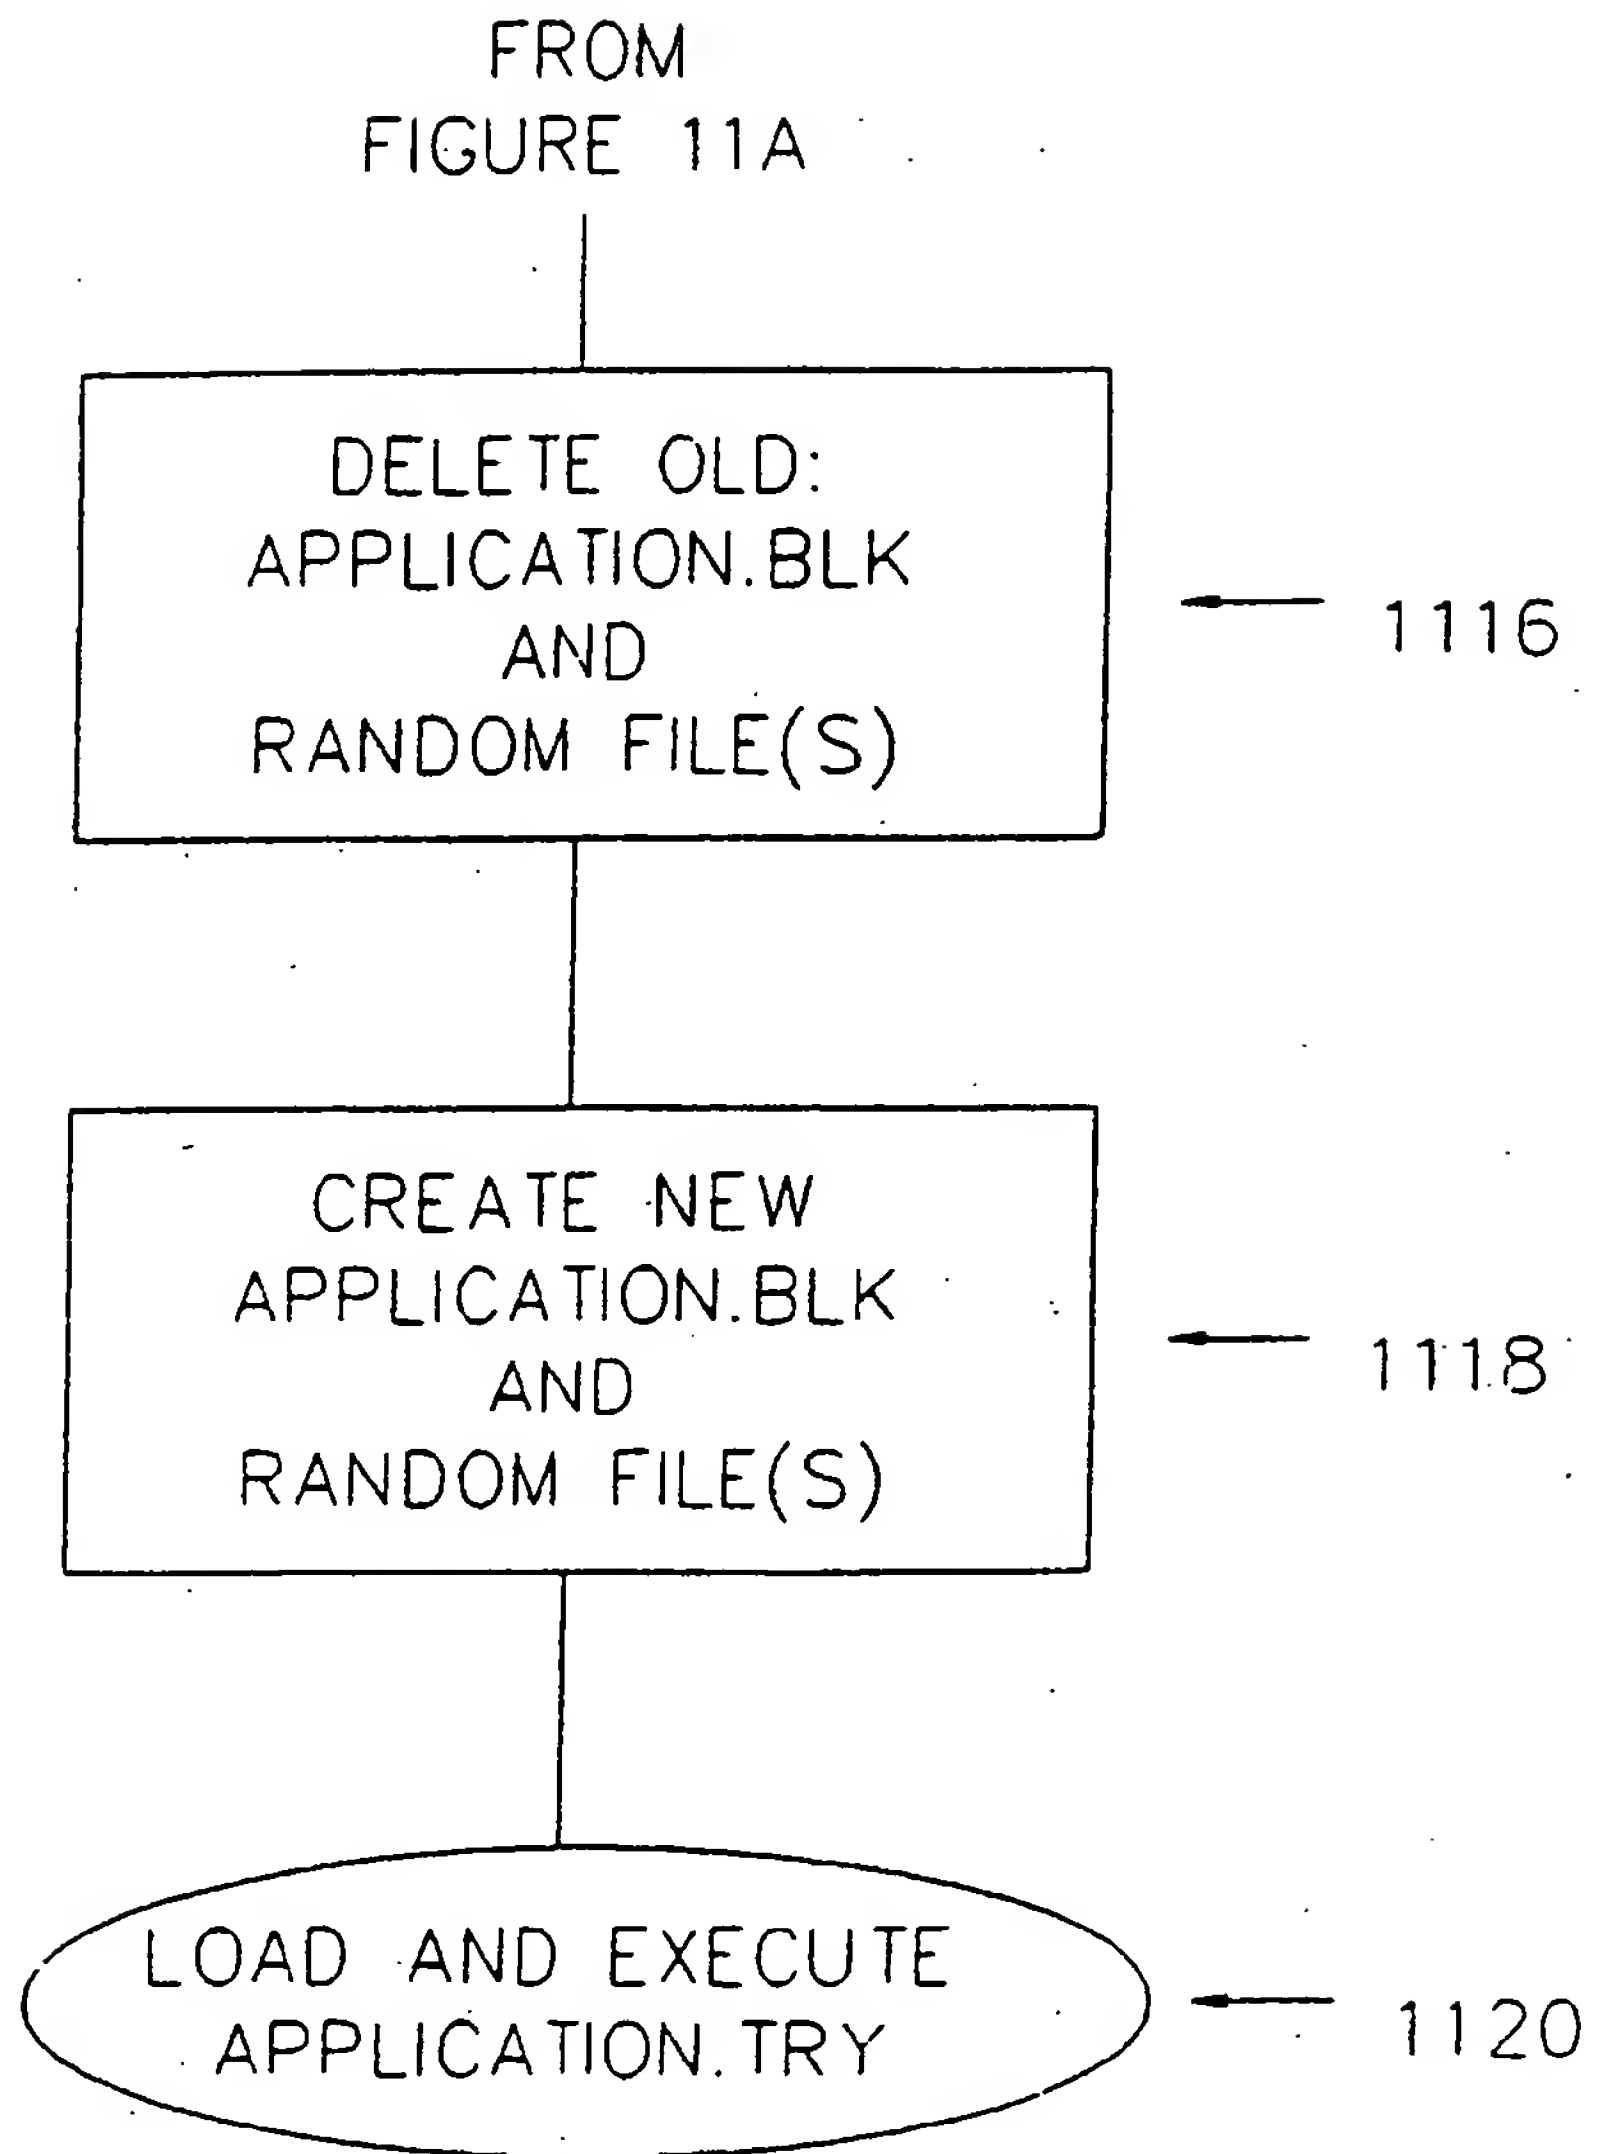 FROM
FIGURE 11A
DELETE OLD:
APPLICATION.BLK
AND
RANDOM FILE(S)
1116
CREATE NEW
APPLICATION.BLK
AND
RANDOM FILE(S)
1118
LOAD AND EXECUTE
APPLICATION.TRY
1120